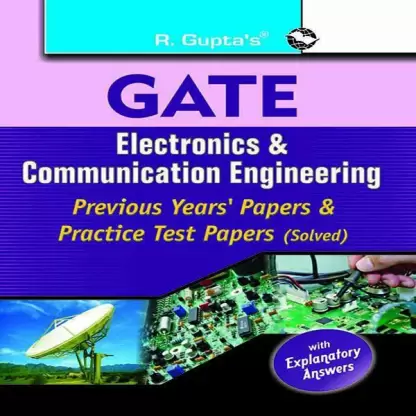 R. Gupta's®
GATE
Electronics &
Communication Engineering
Previous Years' Papers &
Practice Test Papers (Solved)
with
Explanatory
Answers